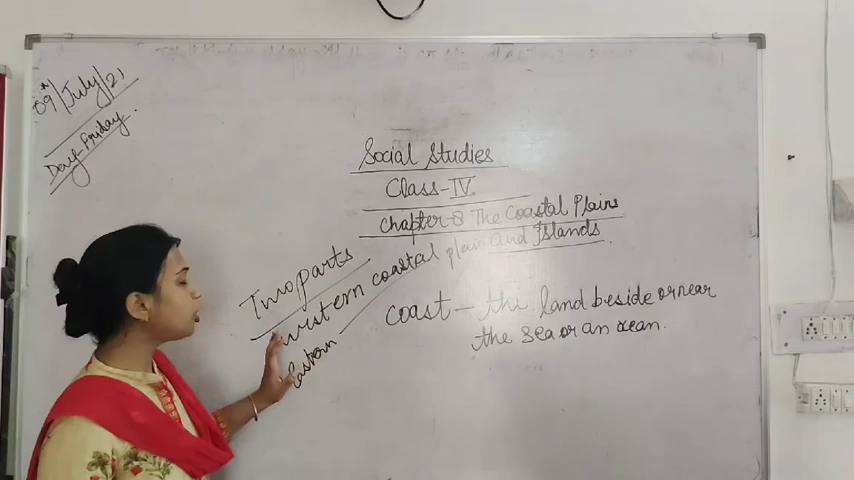 09th/July/21
Day-Friday.
Social Studies
Class-IV
Chapter-8 The Coastal Plains
and Islands.
Two parts
western coastal plain
Eastern
coast - the land beside or near
the sea or an ocean.